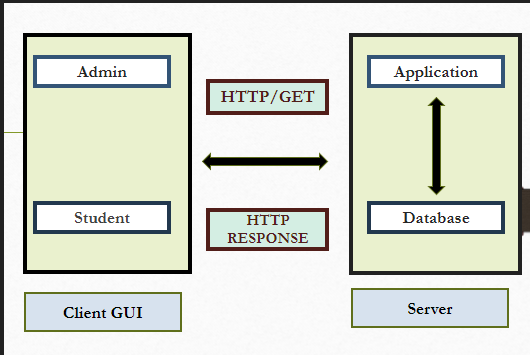 Admin
Student
Client GUI
HTTP/GET
HTTP
RESPONSE
Application
Database
Server